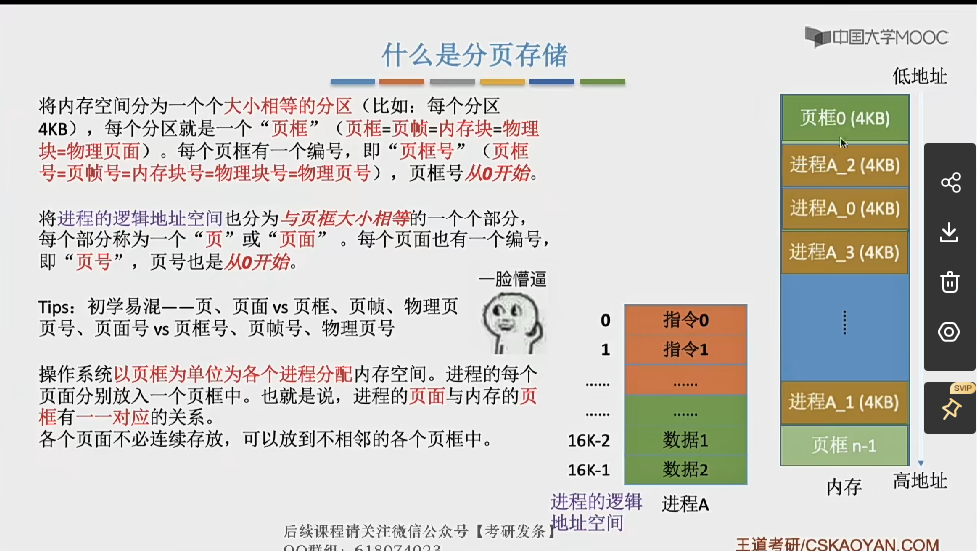 中国大学MOOC
什么是分页存储
低地址
将内存空间分为一个个大小相等的分区（比如：每个分区
4KB），每个分区就是一个“页框”（页框=页帧=内存块=物理
块=物理页面）。每个页框有一个编号，即“页框号”（页框
号=页帧号=内存块号=物理块号=物理页号），页框号从0开始。
将进程的逻辑地址空间也分为与页框大小相等的一个个部分，
每个部分称为一个“页”或“页面”。每个页面也有一个编号，
即“页号”，页号也是从0开始。
一脸懵逼
Tips：初学易混——页、页面 vs 页框、页帧、物理页
页号、页面号 vs 页框号、页帧号、物理页号
操作系统以页框为单位为各个进程分配内存空间。进程的每个
页面分别放入一个页框中。也就是说，进程的页面与内存的页
框有一一对应的关系。
各个页面不必连续存放，可以放到不相邻的各个页框中。
0 指令0
1 指令1
...... ......
...... ......
16K-2 数据1
16K-1 数据2
进程的逻辑
地址空间
进程A
页框0 (4KB)
进程A_2 (4KB)
进程A_0 (4KB)
进程A_3 (4KB)
进程A_1 (4KB)
页框 n-1
内存
高地址
SVIP
后续课程请关注微信公众号【考研发条】
QQ群组：618074023
王道考研/CSKAOYAN.COM